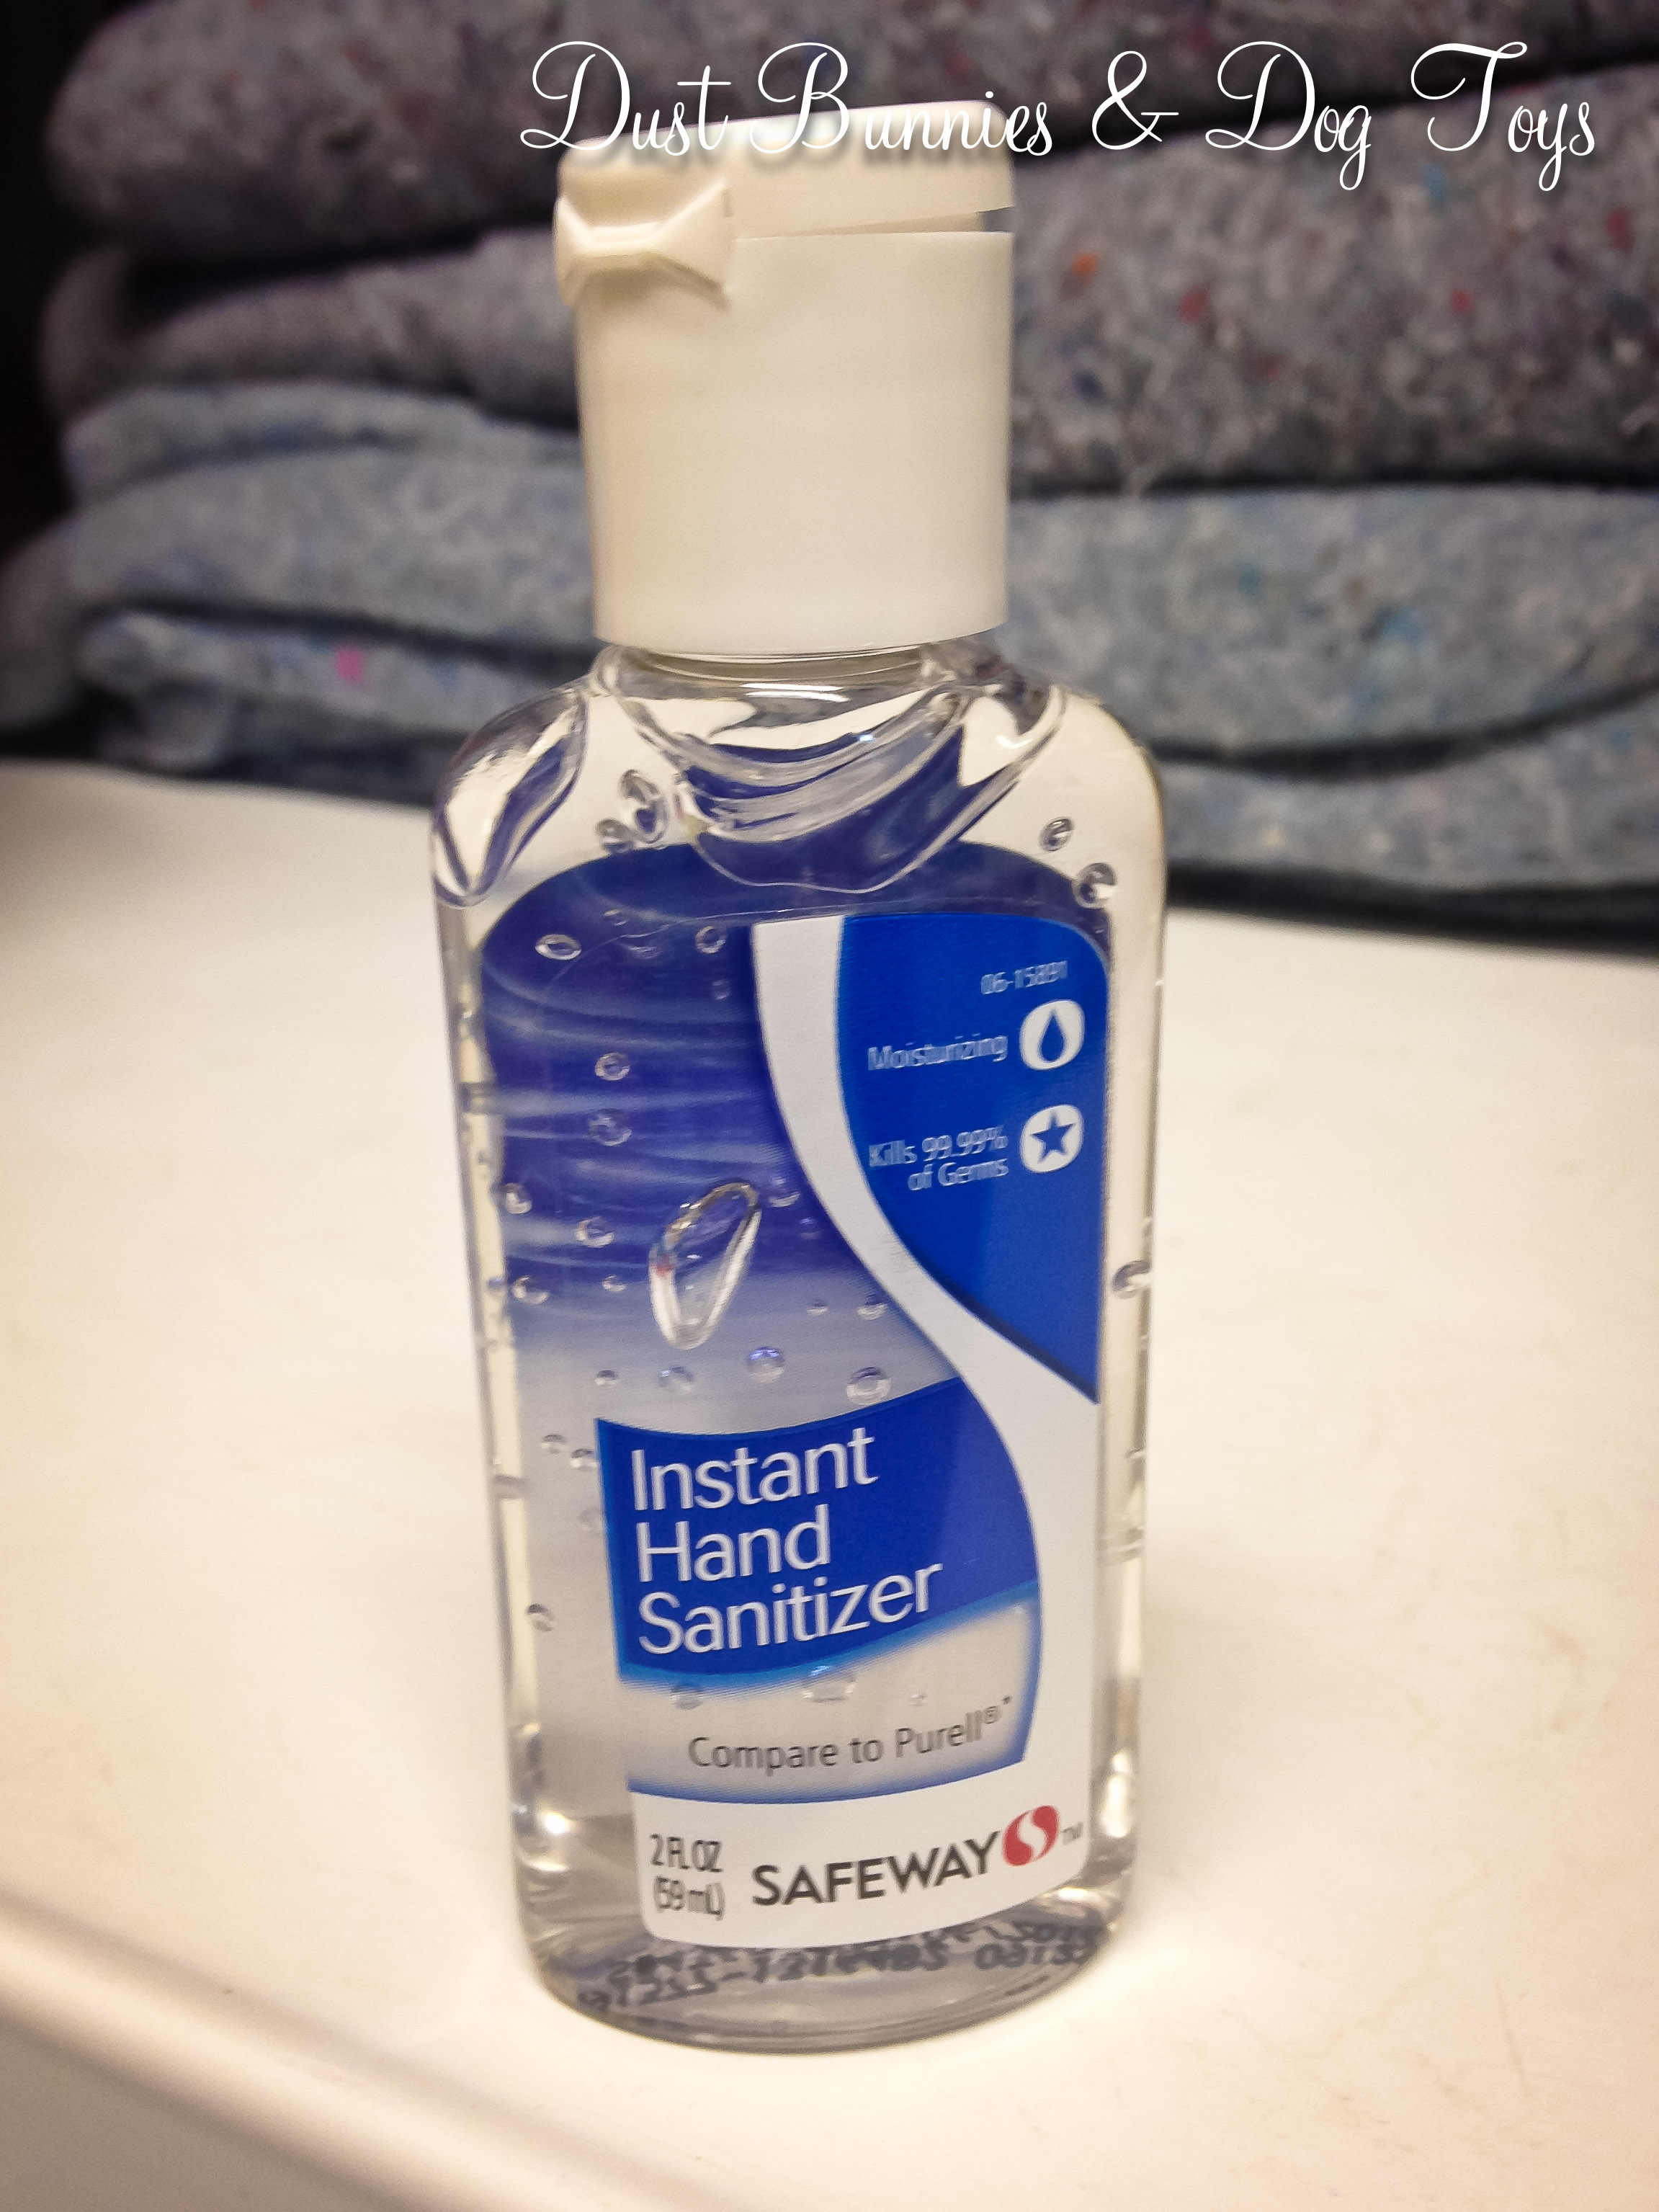 Dust Bunnies & Dog Toys
06-15891
Moisturizing
Kills 99.99%
of Germs
Instant
Hand
Sanitizer
Compare to Purell®*
2 FL OZ
(59 mL)
SAFEWAY™